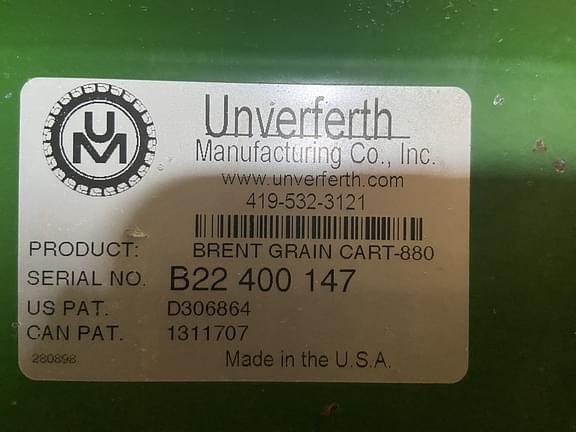 UM
Unverferth
Manufacturing Co., Inc.
www.unverferth.com
419-532-3121
PRODUCT: BRENT GRAIN CART-880
SERIAL NO. B22 400 147
US PAT. D306864
CAN PAT. 1311707
280898 Made in the U.S.A.